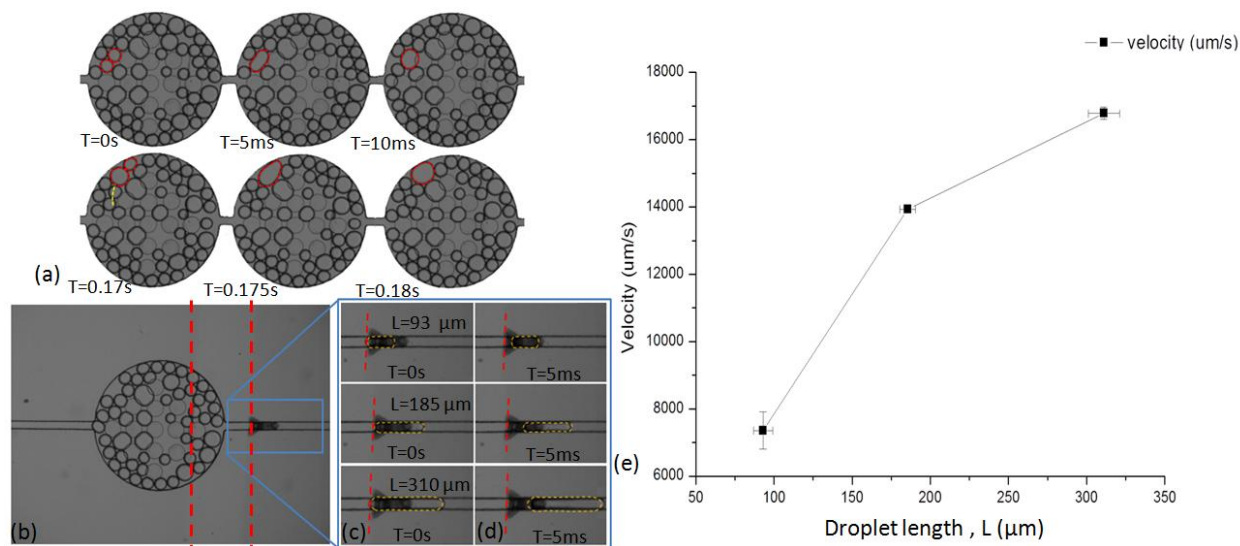 T=0s
T=5ms
T=10ms
(a)
T=0.17s
T=0.175s
T=0.18s
(b)
L=93 μm
T=0s
T=5ms
L=185 μm
T=0s
T=5ms
L=310 μm
(c)
T=0s
(d)
T=5ms
velocity (um/s)
18000
16000
14000
12000
10000
8000
6000
Velocity (um/s)
(e)
50
100
150
200
250
300
350
Droplet length , L (μm)